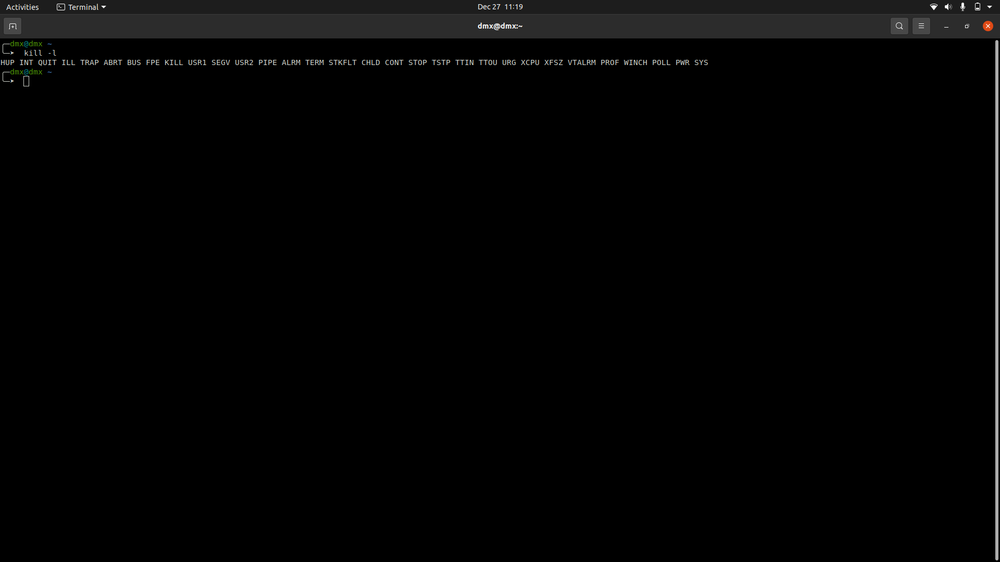 Activities Terminal Dec 27 11:19
dmx@dmx:~
dmx@dmx ~
kill -l
HUP INT QUIT ILL TRAP ABRT BUS FPE KILL USR1 SEGV USR2 PIPE ALRM TERM STKFLT CHLD CONT STOP TSTP TTIN TTOU URG XCPU XFSZ VTALRM PROF WINCH POLL PWR SYS
dmx@dmx ~